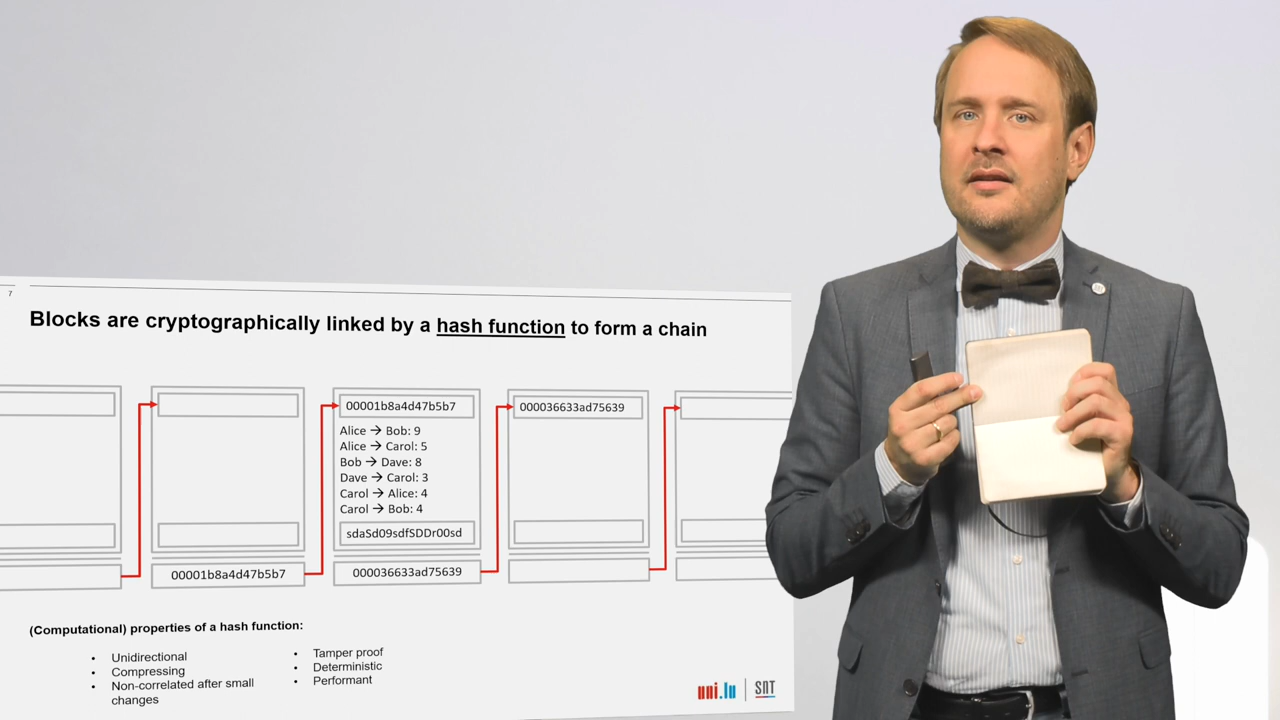 7
Blocks are cryptographically linked by a hash function to form a chain
00001b8a4d47b5b7
00001b8a4d47b5b7
Alice → Bob: 9
Alice → Carol: 5
Bob → Dave: 8
Dave → Carol: 3
Carol → Alice: 4
Carol → Bob: 4
sdaSd09sdfSDDr00sd
000036633ad75639
000036633ad75639
(Computational) properties of a hash function:
• Unidirectional
• Compressing
• Non-correlated after small
changes
• Tamper proof
• Deterministic
• Performant
uni.lu
SNT